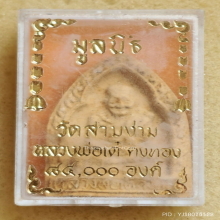 มูลนิธิ
วัดสามง่าม
หลวงพ่อเต๋ คงทอง
๘๔,๐๐๐ องค์